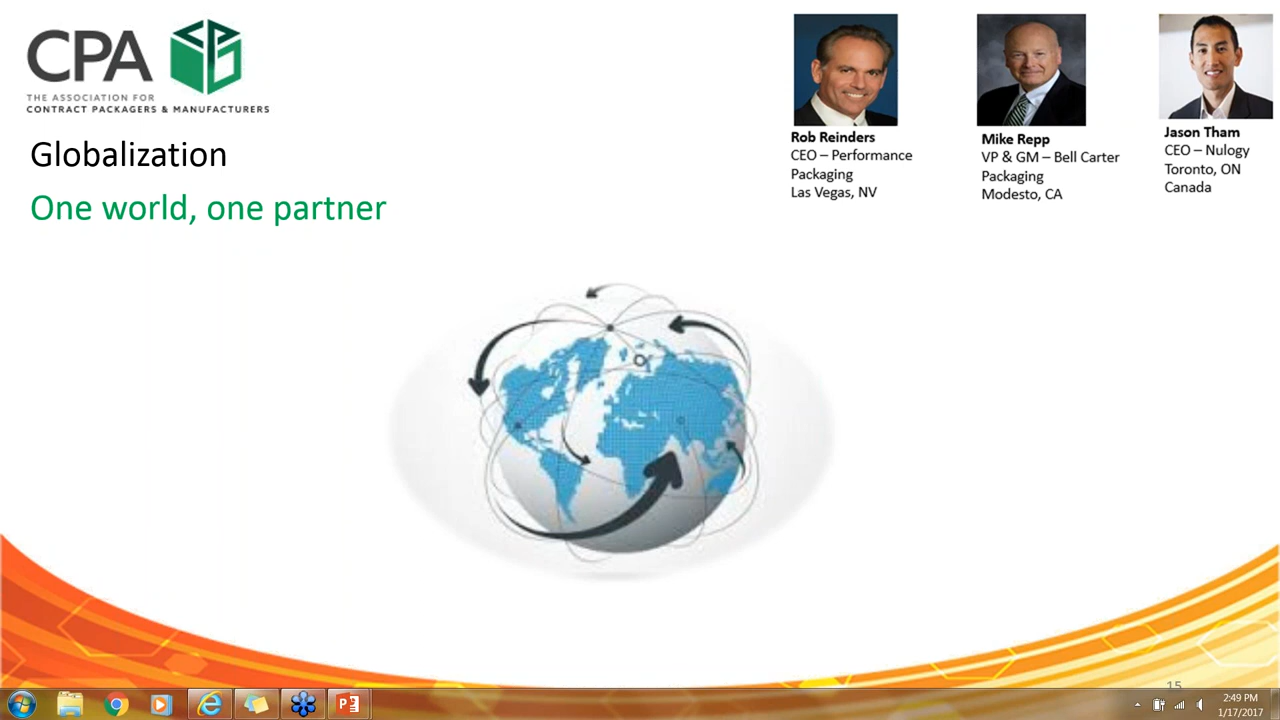 CPA
THE ASSOCIATION FOR
CONTRACT PACKAGERS & MANUFACTURERS
Globalization
One world, one partner
Rob Reinders
CEO – Performance
Packaging
Las Vegas, NV
Mike Repp
VP & GM – Bell Carter
Packaging
Modesto, CA
Jason Tham
CEO – Nulogy
Toronto, ON
Canada
15
2:49 PM
1/17/2017